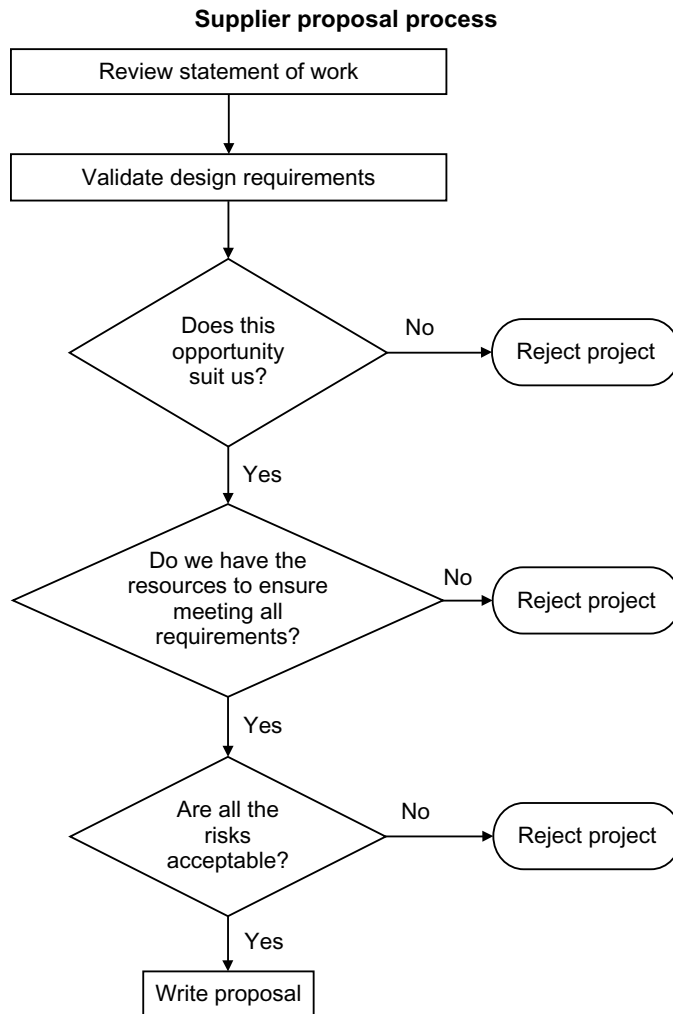 Supplier proposal process
Review statement of work
Validate design requirements
Does this
opportunity
suit us?
No
Reject project
Yes
Do we have the
resources to ensure
meeting all
requirements?
No
Reject project
Yes
Are all the
risks
acceptable?
No
Reject project
Yes
Write proposal